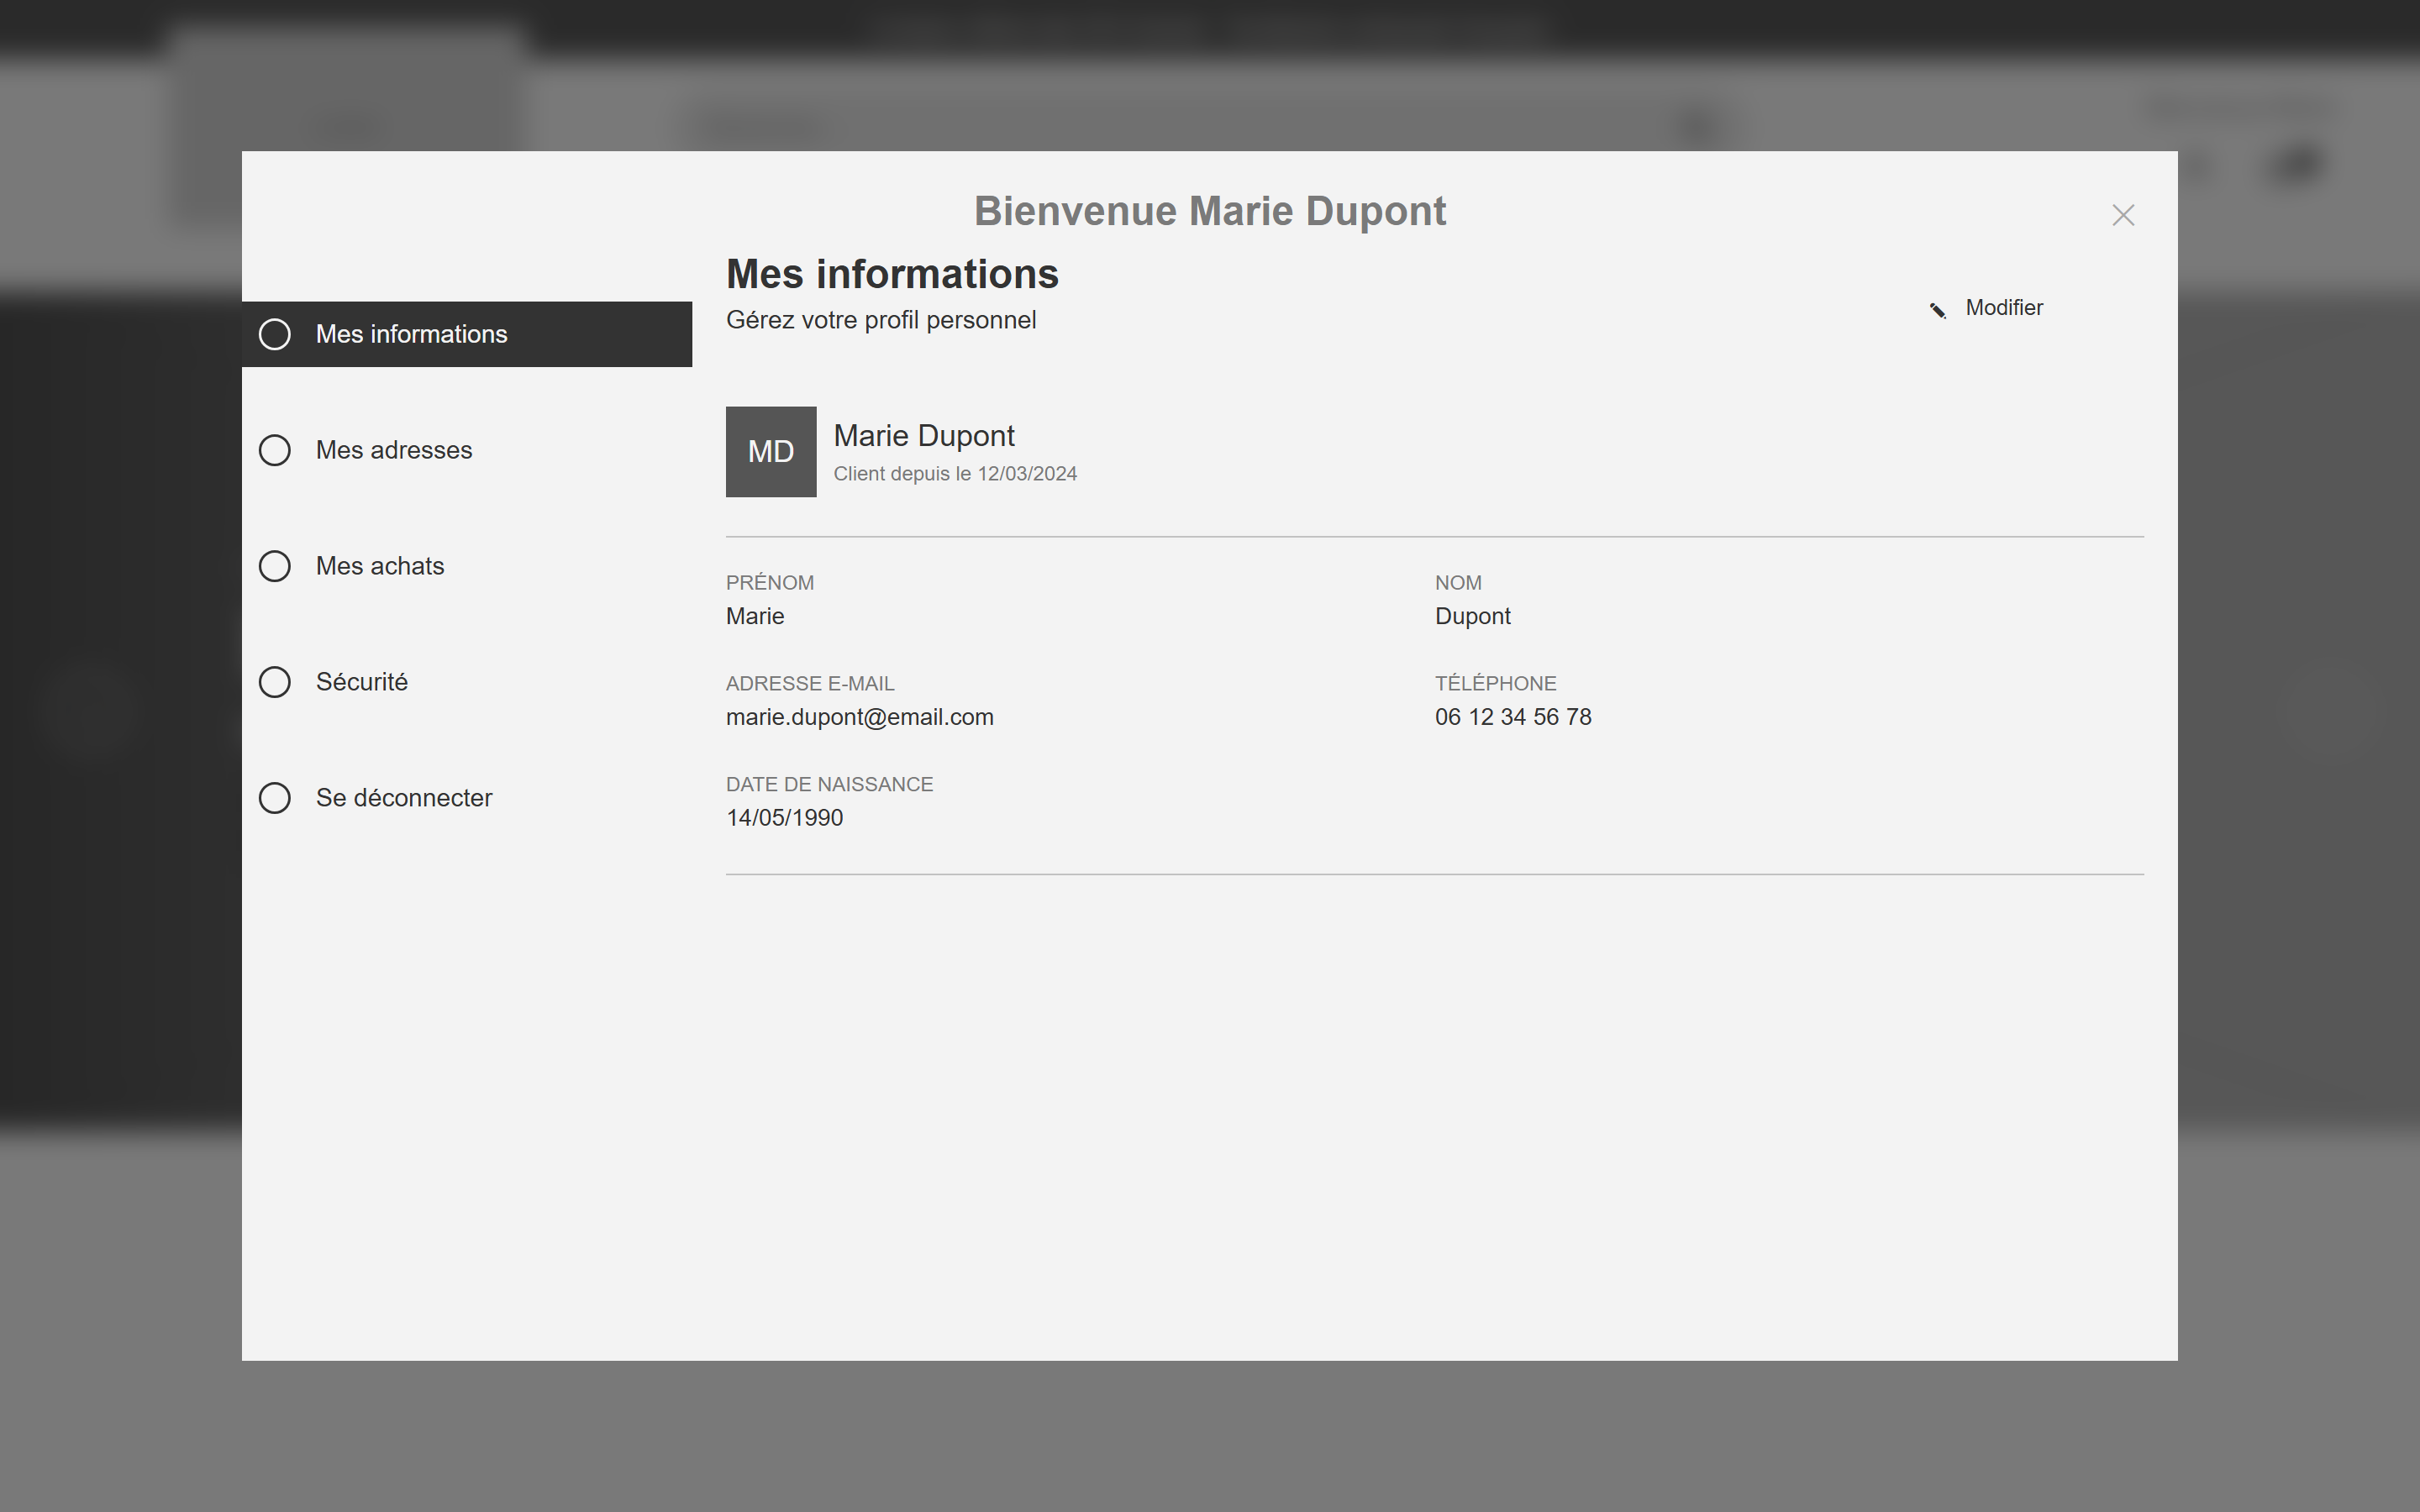 Bienvenue Marie Dupont
Mes informations
Gérez votre profil personnel
Modifier
Mes informations
Mes adresses
Mes achats
Sécurité
Se déconnecter
MD
Marie Dupont
Client depuis le 12/03/2024
PRÉNOM
Marie
NOM
Dupont
ADRESSE E-MAIL
marie.dupont@email.com
TÉLÉPHONE
06 12 34 56 78
DATE DE NAISSANCE
14/05/1990